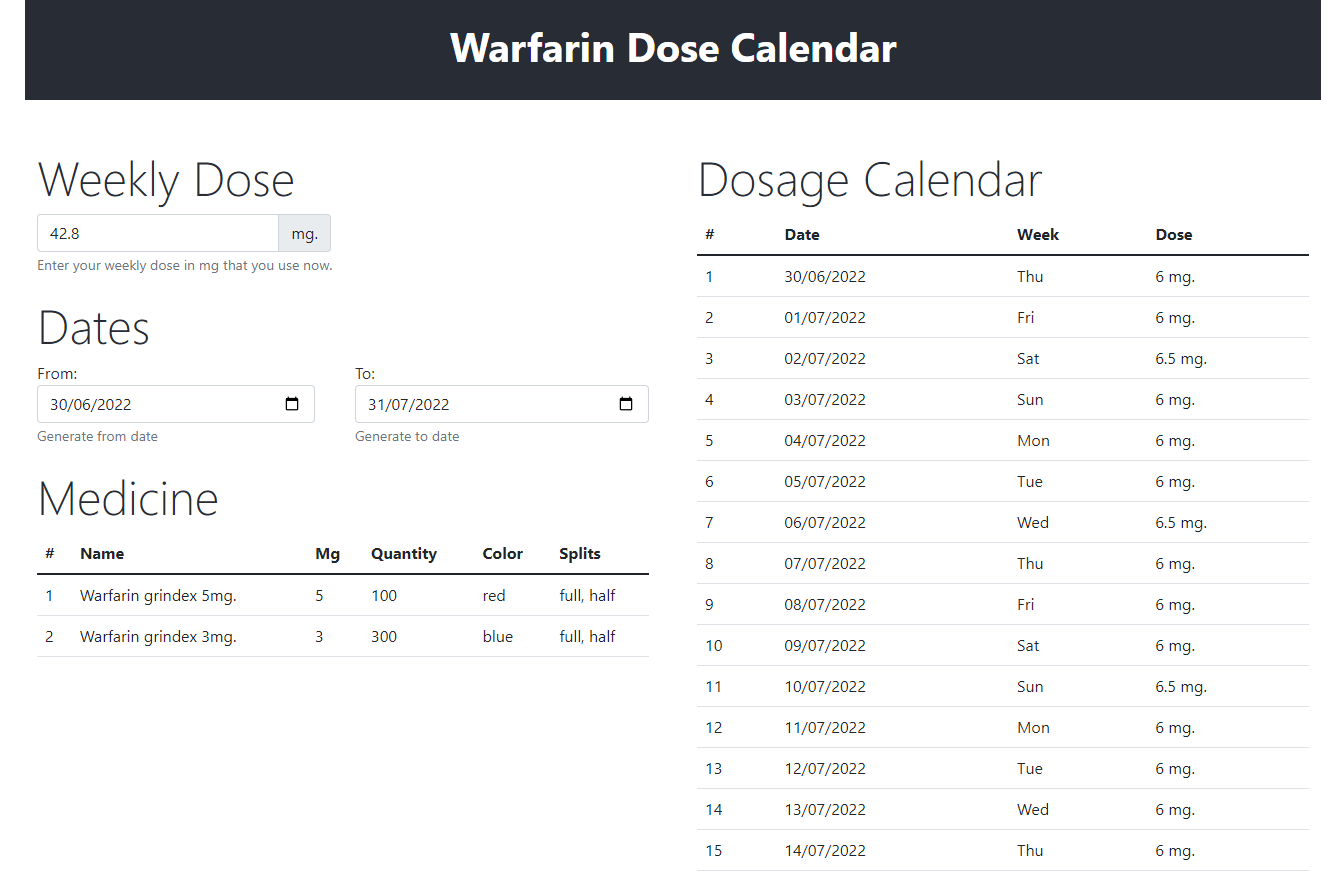 Warfarin Dose Calendar
Weekly Dose
42.8 mg.
Enter your weekly dose in mg that you use now.
Dates
From: To:
30/06/2022 31/07/2022
Generate from date Generate to date
Medicine
# Name Mg Quantity Color Splits
1 Warfarin grindex 5mg. 5 100 red full, half
2 Warfarin grindex 3mg. 3 300 blue full, half
Dosage Calendar
# Date Week Dose
1 30/06/2022 Thu 6 mg.
2 01/07/2022 Fri 6 mg.
3 02/07/2022 Sat 6.5 mg.
4 03/07/2022 Sun 6 mg.
5 04/07/2022 Mon 6 mg.
6 05/07/2022 Tue 6 mg.
7 06/07/2022 Wed 6.5 mg.
8 07/07/2022 Thu 6 mg.
9 08/07/2022 Fri 6 mg.
10 09/07/2022 Sat 6 mg.
11 10/07/2022 Sun 6.5 mg.
12 11/07/2022 Mon 6 mg.
13 12/07/2022 Tue 6 mg.
14 13/07/2022 Wed 6 mg.
15 14/07/2022 Thu 6 mg.